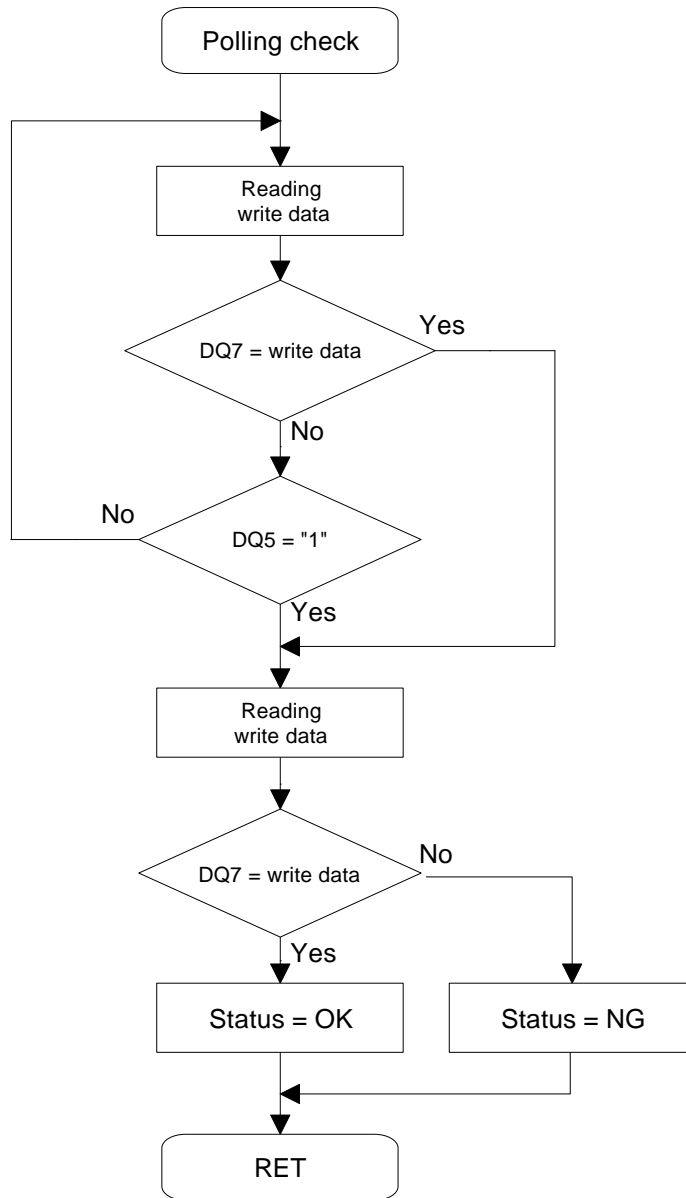 Polling check
Reading
write data
DQ7 = write data
Yes
No
No
DQ5 = "1"
Yes
Reading
write data
DQ7 = write data
No
Yes
Status = OK
Status = NG
RET